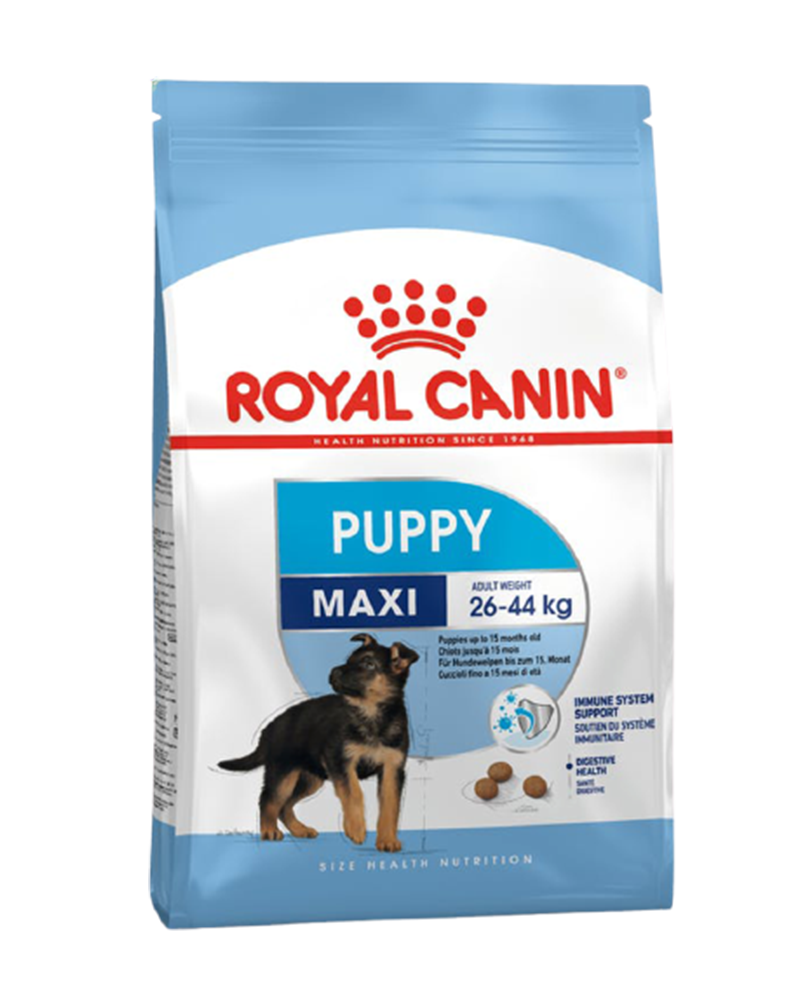 ROYAL CANIN®
HEALTH NUTRITION SINCE 1968
PUPPY
MAXI
ADULT WEIGHT
26-44 kg
Puppies up to 15 months old
Chiots jusqu'à 15 mois
Für Hundewelpen bis zum 15. Monat
Cuccioli fino a 15 mesi di età
IMMUNE SYSTEM
SUPPORT
SOUTIEN DU SYSTÈME
IMMUNITAIRE
DIGESTIVE
HEALTH
SANTÉ
DIGESTIVE
SIZE HEALTH NUTRITION